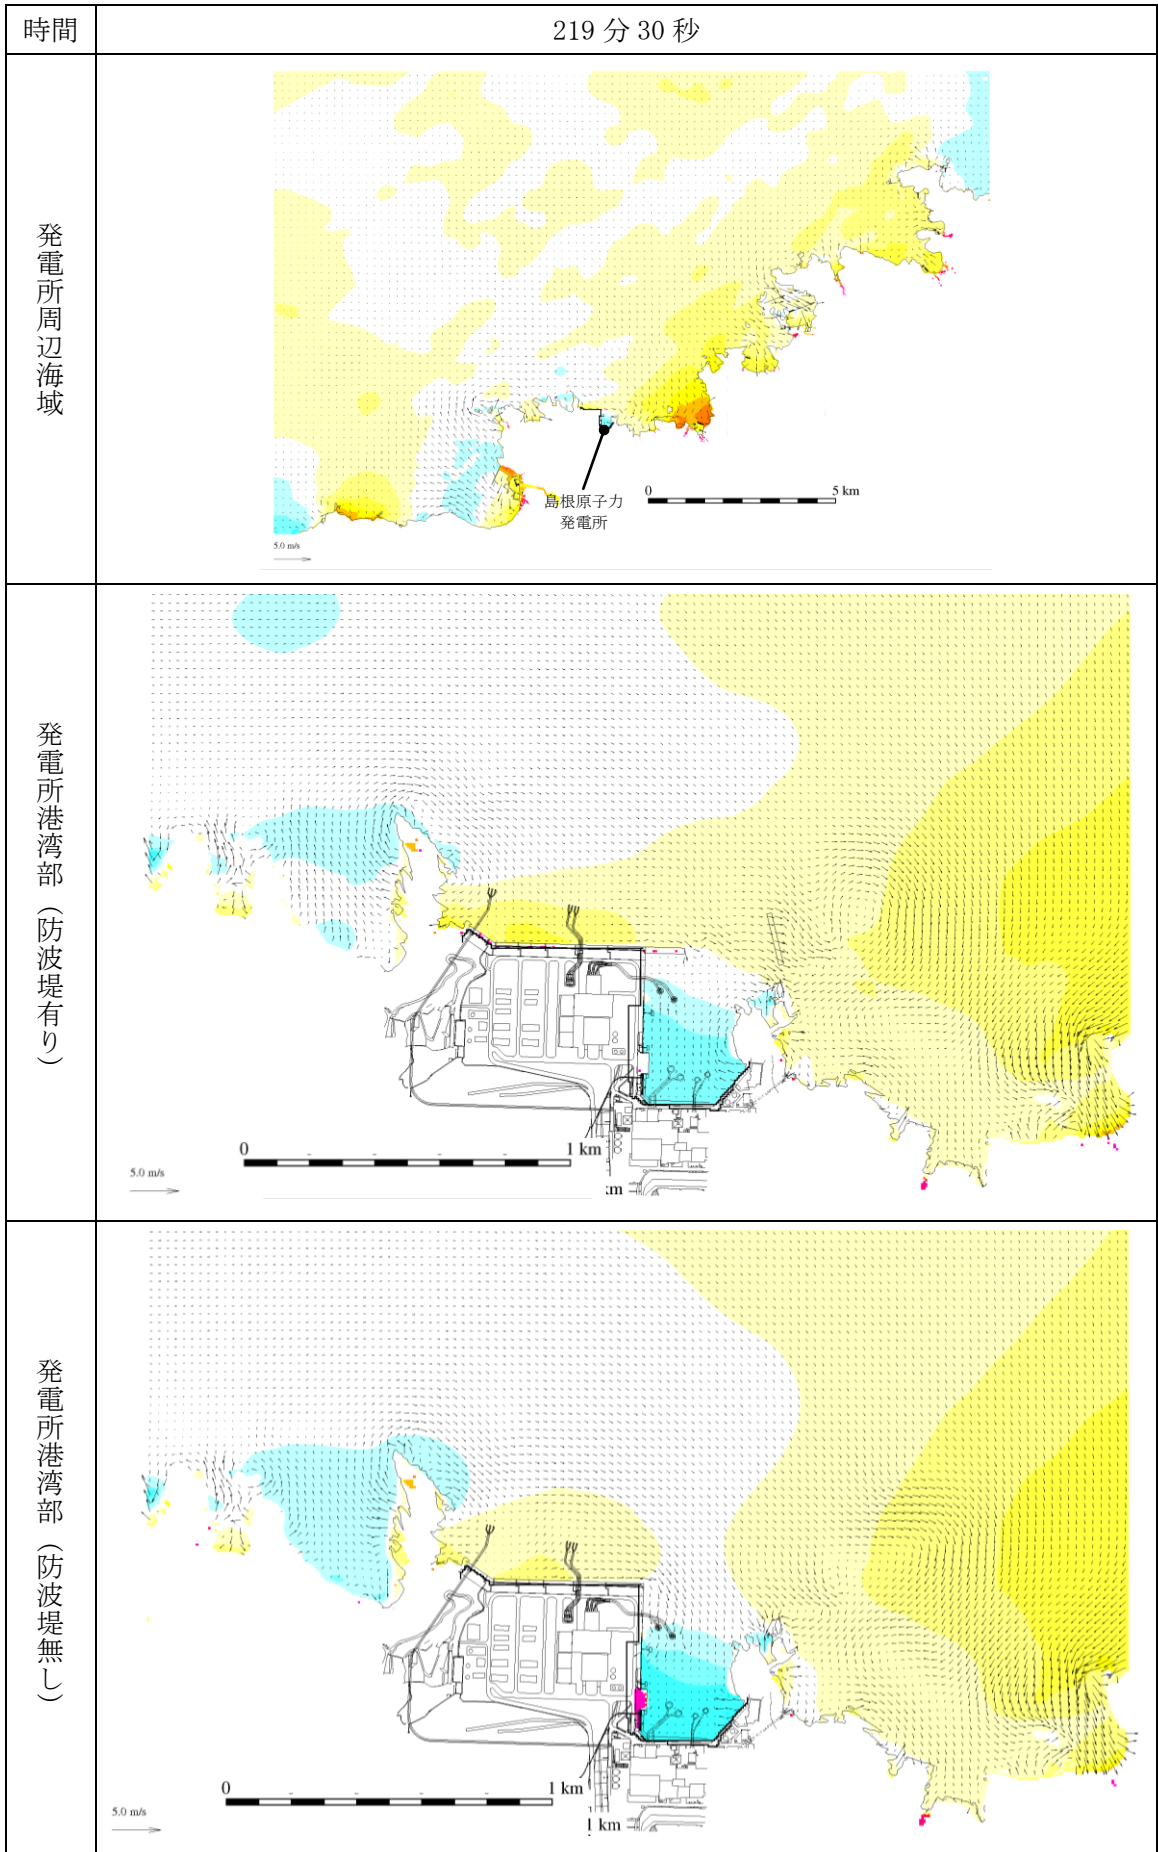 時間
219 分 30 秒
発電所周辺海域
島根原子力
発電所
0
5 km
5.0 m/s
発電所港湾部（防波堤有り）
0
1 km
5.0 m/s
km
発電所港湾部（防波堤無し）
0
1 km
5.0 m/s
1 km